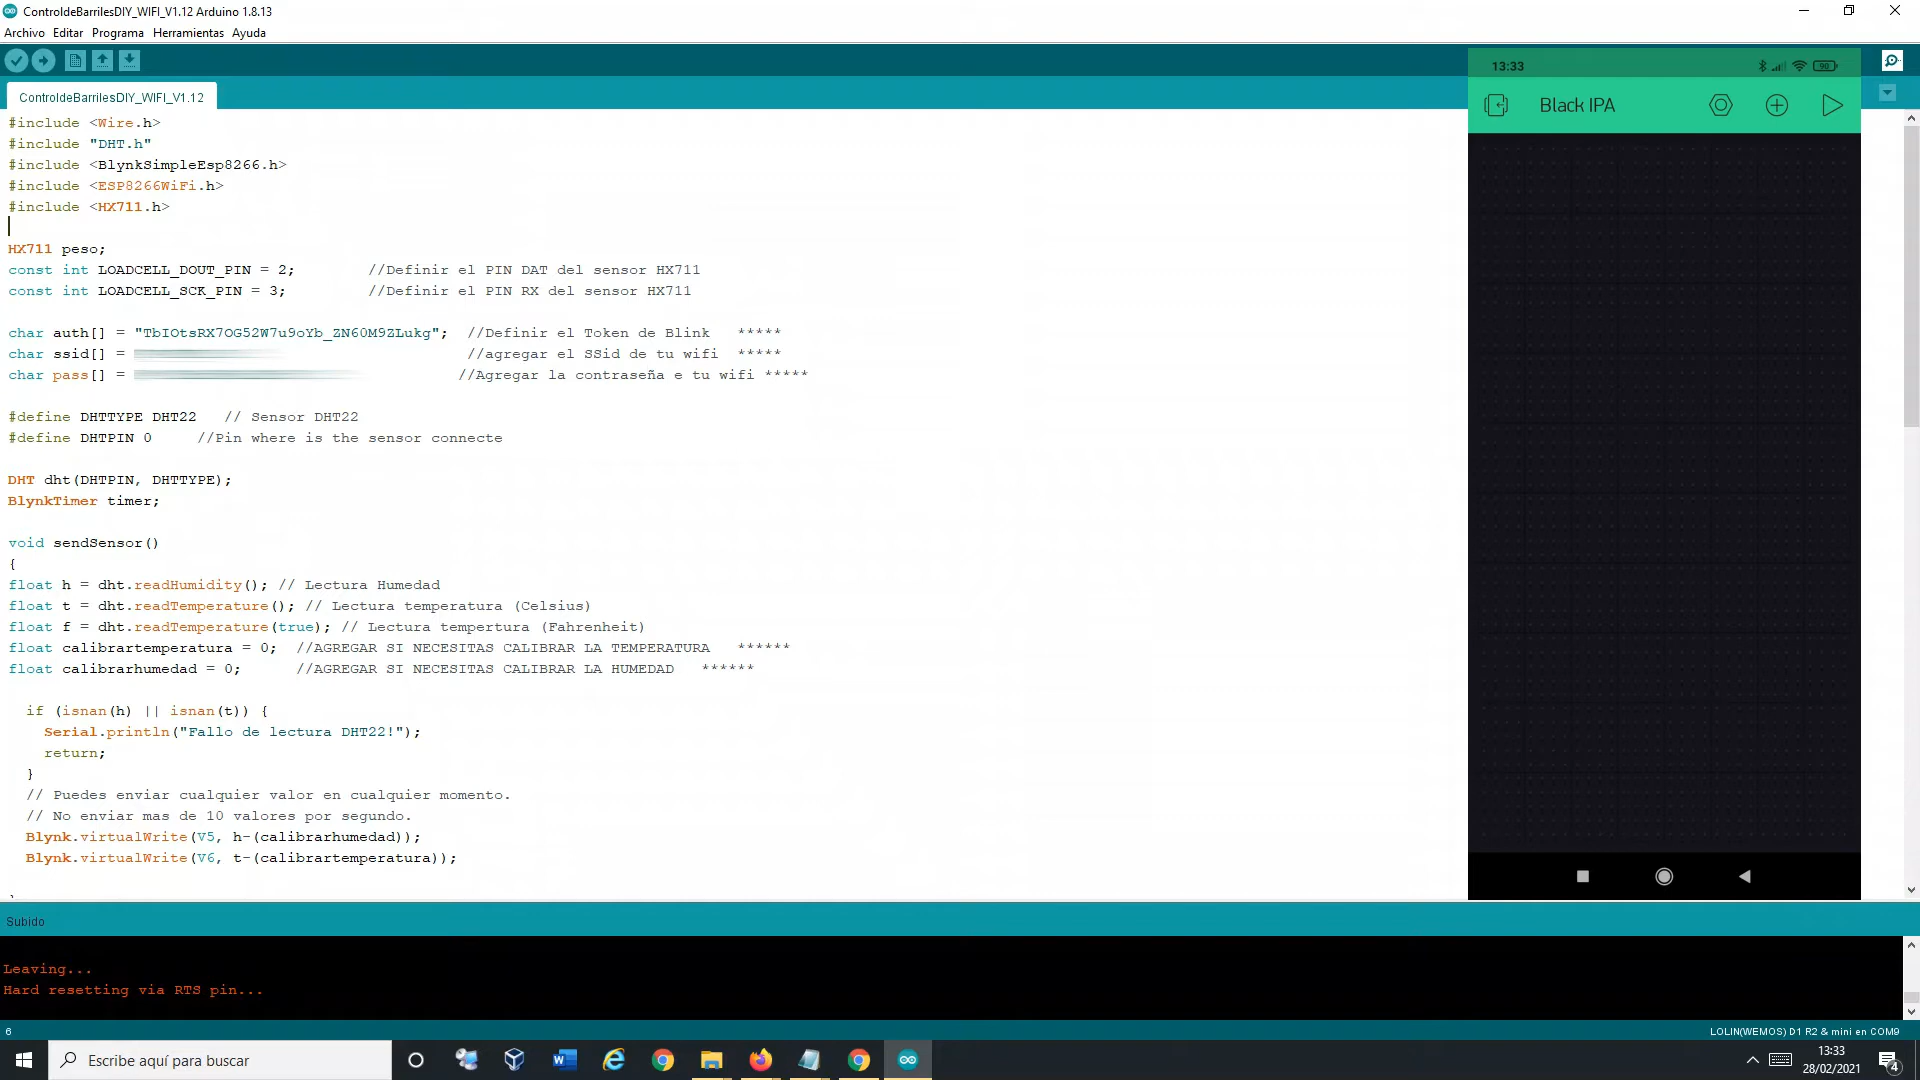 ControldeBarrilesDIY_WIFI_V1.12 Arduino 1.8.13
Archivo Editar Programa Herramientas Ayuda
ControldeBarrilesDIY_WIFI_V1.12
#include <Wire.h>
#include "DHT.h"
#include <BlynkSimpleEsp8266.h>
#include <ESP8266WiFi.h>
#include <HX711.h>
HX711 peso;
const int LOADCELL_DOUT_PIN = 2; //Definir el PIN DAT del sensor HX711
const int LOADCELL_SCK_PIN = 3; //Definir el PIN RX del sensor HX711
char auth[] = "TbIOtsRX7OG52W7u9oYb_ZN60M9ZLukg"; //Definir el Token de Blink *****
char ssid[] = //agregar el SSid de tu wifi *****
char pass[] = //Agregar la contraseña e tu wifi *****
#define DHTTYPE DHT22 // Sensor DHT22
#define DHTPIN 0 //Pin where is the sensor connecte
DHT dht(DHTPIN, DHTTYPE);
BlynkTimer timer;
void sendSensor()
{
float h = dht.readHumidity(); // Lectura Humedad
float t = dht.readTemperature(); // Lectura temperatura (Celsius)
float f = dht.readTemperature(true); // Lectura tempertura (Fahrenheit)
float calibrartemperatura = 0; //AGREGAR SI NECESITAS CALIBRAR LA TEMPERATURA ******
float calibrarhumedad = 0; //AGREGAR SI NECESITAS CALIBRAR LA HUMEDAD ******
if (isnan(h) || isnan(t)) {
Serial.println("Fallo de lectura DHT22!");
return;
}
// Puedes enviar cualquier valor en cualquier momento.
// No enviar mas de 10 valores por segundo.
Blynk.virtualWrite(V5, h-(calibrarhumedad));
Blynk.virtualWrite(V6, t-(calibrartemperatura));
13:33
90
Black IPA
Subido
Leaving...
Hard resetting via RTS pin...
6
LOLIN(WEMOS) D1 R2 & mini en COM9
Escribe aquí para buscar
13:33
28/02/2021
4